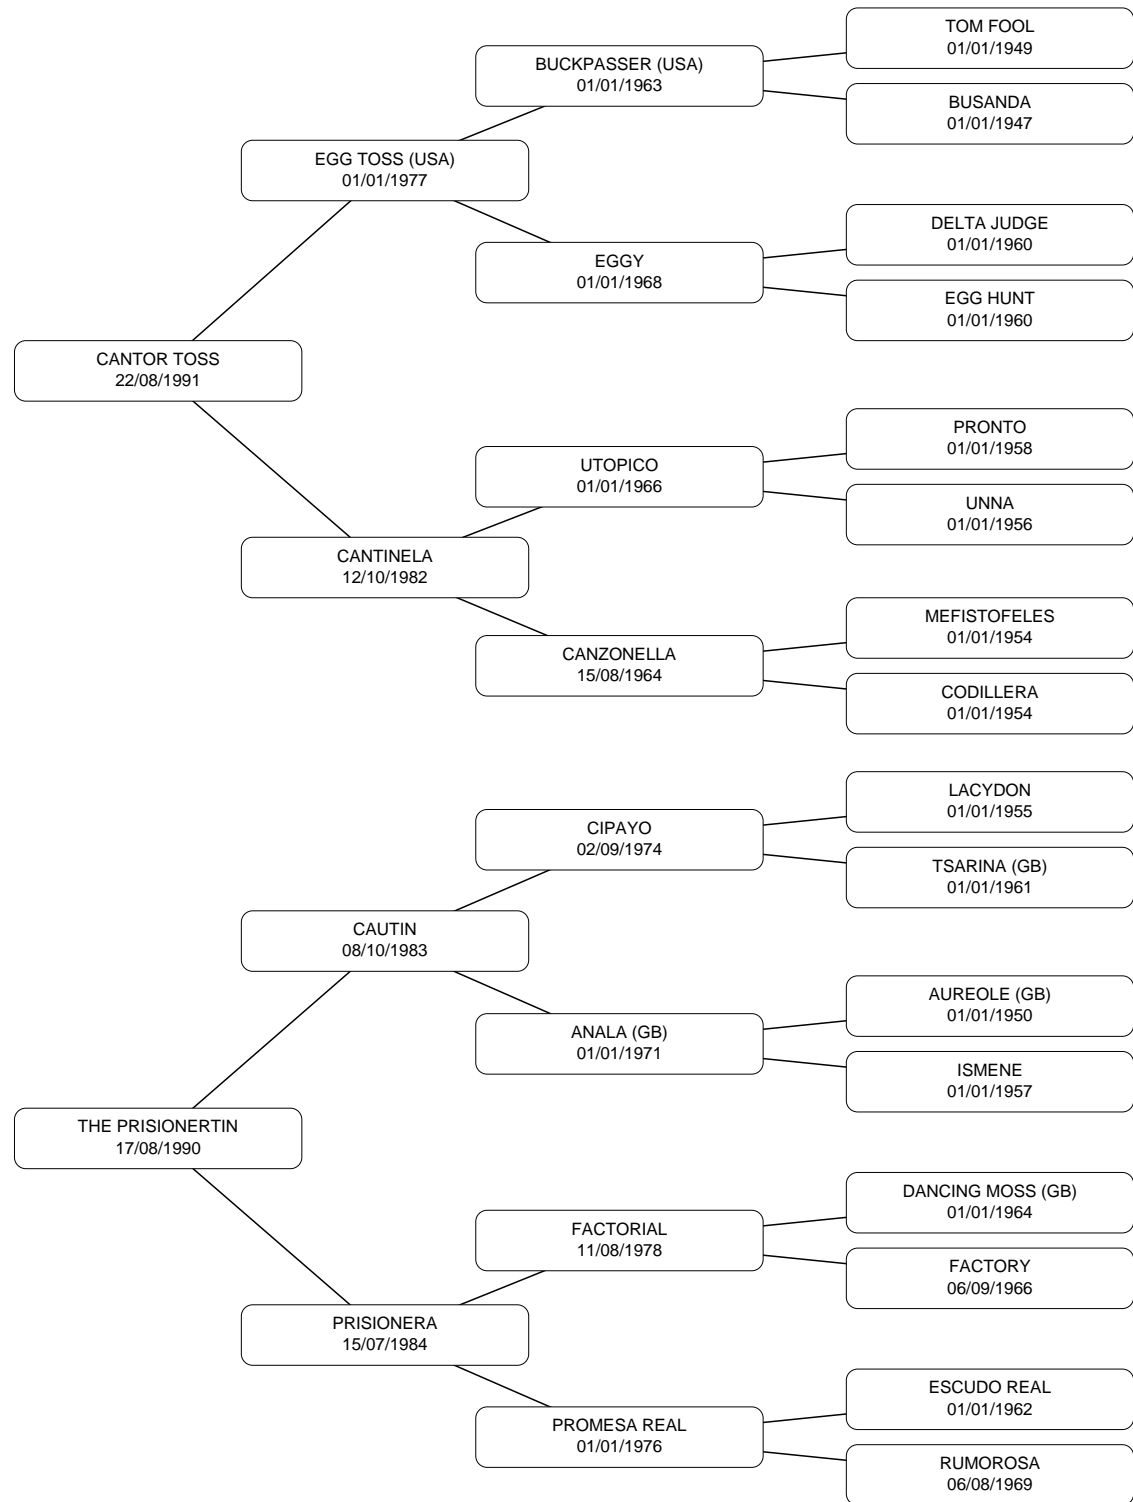 TOM FOOL
01/01/1949
BUCKPASSER (USA)
01/01/1963
BUSANDA
01/01/1947
EGG TOSS (USA)
01/01/1977
DELTA JUDGE
01/01/1960
EGGY
01/01/1968
EGG HUNT
01/01/1960
CANTOR TOSS
22/08/1991
PRONTO
01/01/1958
UTOPICO
01/01/1966
UNNA
01/01/1956
CANTINELA
12/10/1982
MEFISTOFELES
01/01/1954
CANZONELLA
15/08/1964
CODILLERA
01/01/1954
LACYDON
01/01/1955
CIPAYO
02/09/1974
TSARINA (GB)
01/01/1961
CAUTIN
08/10/1983
AUREOLE (GB)
01/01/1950
ANALA (GB)
01/01/1971
ISMENE
01/01/1957
THE PRISIONERTIN
17/08/1990
DANCING MOSS (GB)
01/01/1964
FACTORIAL
11/08/1978
FACTORY
06/09/1966
PRISIONERA
15/07/1984
ESCUDO REAL
01/01/1962
PROMESA REAL
01/01/1976
RUMOROSA
06/08/1969